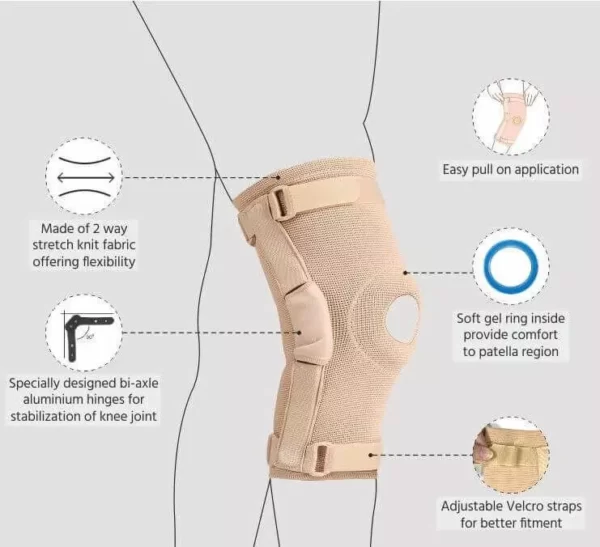 Easy pull on application
Made of 2 way
stretch knit fabric
offering flexibility
Soft gel ring inside
provide comfort
to patella region
Specially designed bi-axle
aluminium hinges for
stabilization of knee joint
Adjustable Velcro straps
for better fitment